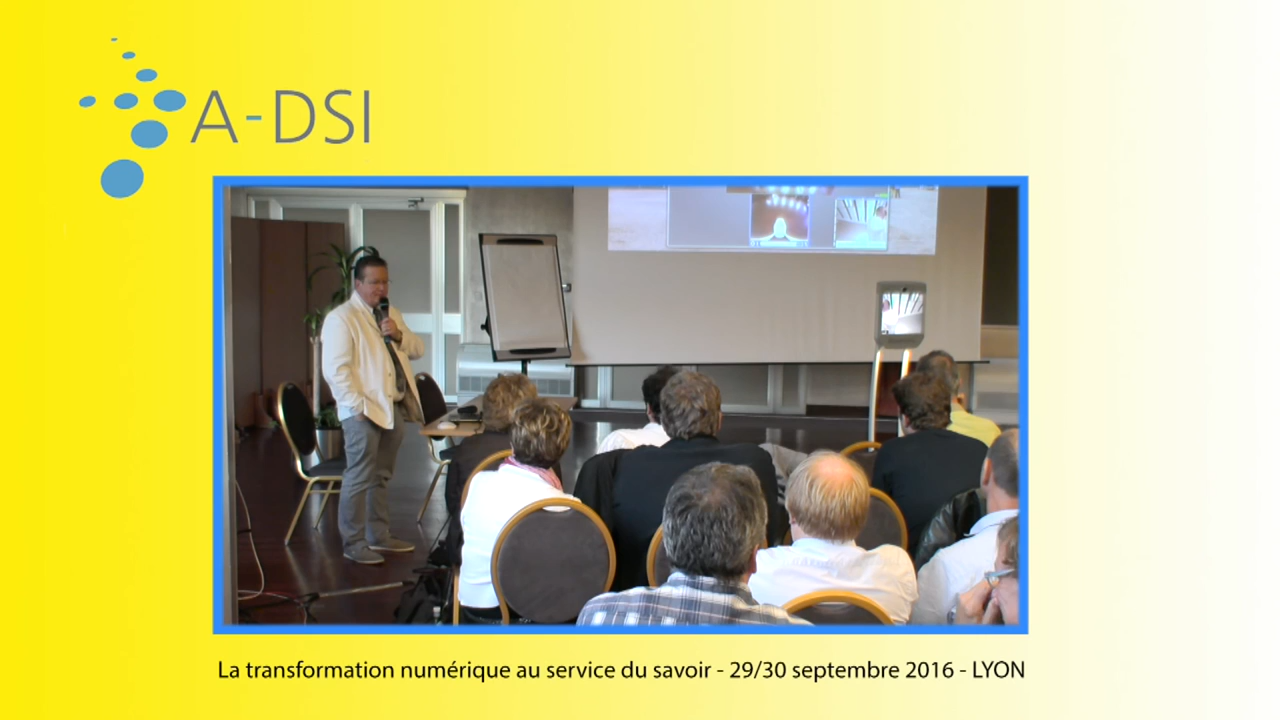 A-DSI
La transformation numérique au service du savoir - 29/30 septembre 2016 - LYON